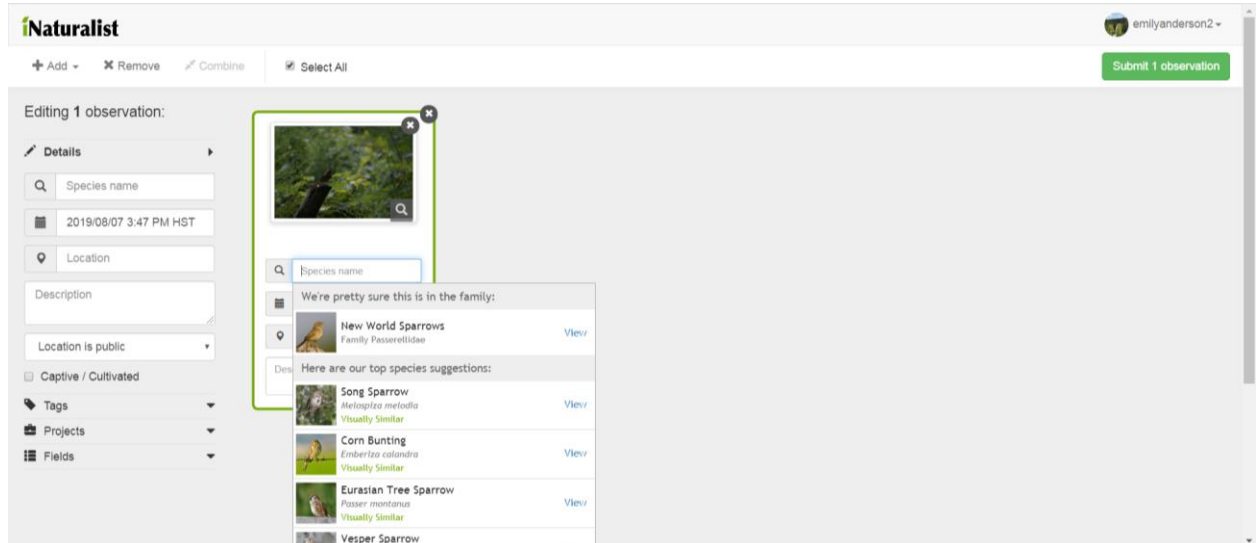 iNaturalist
emilyanderson2
Add
Remove
Combine
Select All
Submit 1 observation
Editing 1 observation:
Details
Species name
2019/08/07 3:47 PM HST
Location
Description
Location is public
Captive / Cultivated
Tags
Projects
Fields
Species name
Des
We're pretty sure this is in the family:
New World Sparrows
Family Passerellidae
View
Here are our top species suggestions:
Song Sparrow
Melospiza melodia
Visually Similar
View
Corn Bunting
Emberiza calandra
Visually Similar
View
Eurasian Tree Sparrow
Passer montanus
Visually Similar
View
Vesper Sparrow